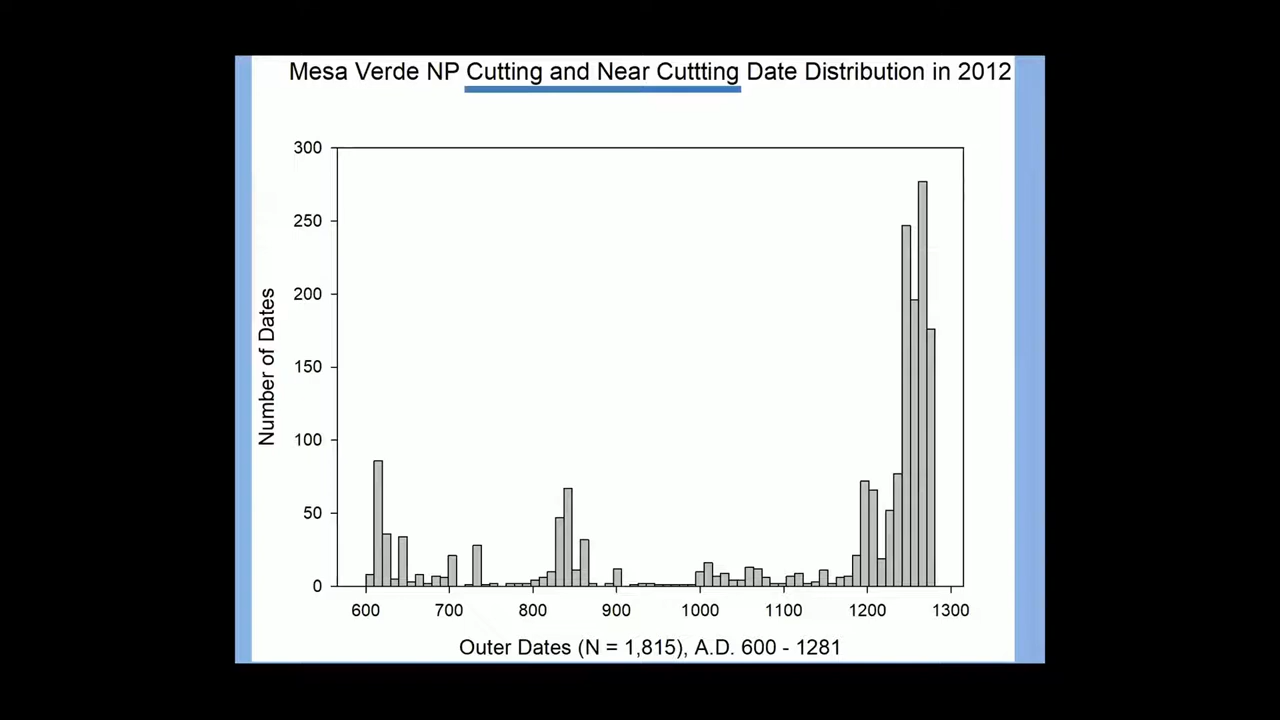 Mesa Verde NP Cutting and Near Cuttting Date Distribution in 2012
300
250
200
150
100
50
0
Number of Dates
600 700 800 900 1000 1100 1200 1300
Outer Dates (N = 1,815), A.D. 600 - 1281